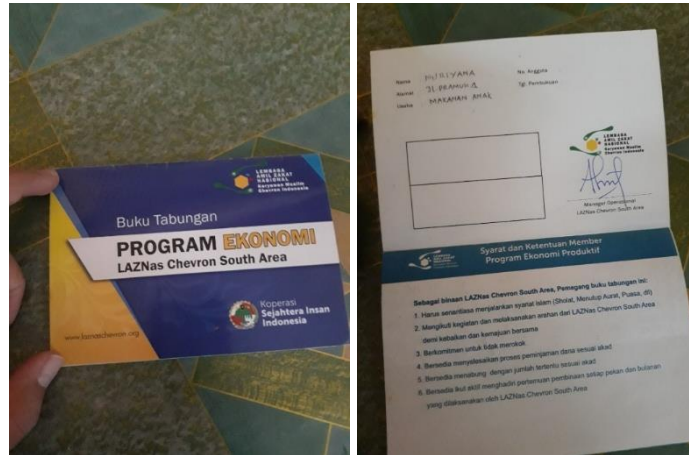 LEMBAGA
AMIL ZAKAT
NASIONAL
Karyawan Muslim
Chevron Indonesia
Buku Tabungan
PROGRAM EKONOMI
LAZNas Chevron South Area
Koperasi
Sejahtera Insan
Indonesia
www.laznaschevron.org
Nama
No. Anggota
Alamat JL.PRAMUKA
Tgl. Pembukaan
Usaha MAKANAN ANAK
LEMBAGA
AMIL ZAKAT
NASIONAL
Karyawan Muslim
Chevron Indonesia
Manager Operasional
LAZNas Chevron South Area
Syarat dan Ketentuan Member
Program Ekonomi Produktif
Sebagai binaan LAZNas Chevron South Area, Pemegang buku tabungan ini:
1. Harus senantiasa menjalankan syariat Islam (Sholat, Menutup Aurat, Puasa, dll)
2. Mengikuti kegiatan dan melaksanakan arahan dari LAZNas Chevron South Area
demi kebaikan dan kemajuan bersama
3. Berkomitmen untuk tidak merokok
4. Bersedia menyelesaikan proses peminjaman dana sesuai akad
5. Bersedia menabung dengan jumlah tertentu sesuai akad
6. Bersedia ikut aktif menghadiri pertemuan pembinaan setiap pekan dan bulanan
yang dilaksanakan oleh LAZNas Chevron South Area